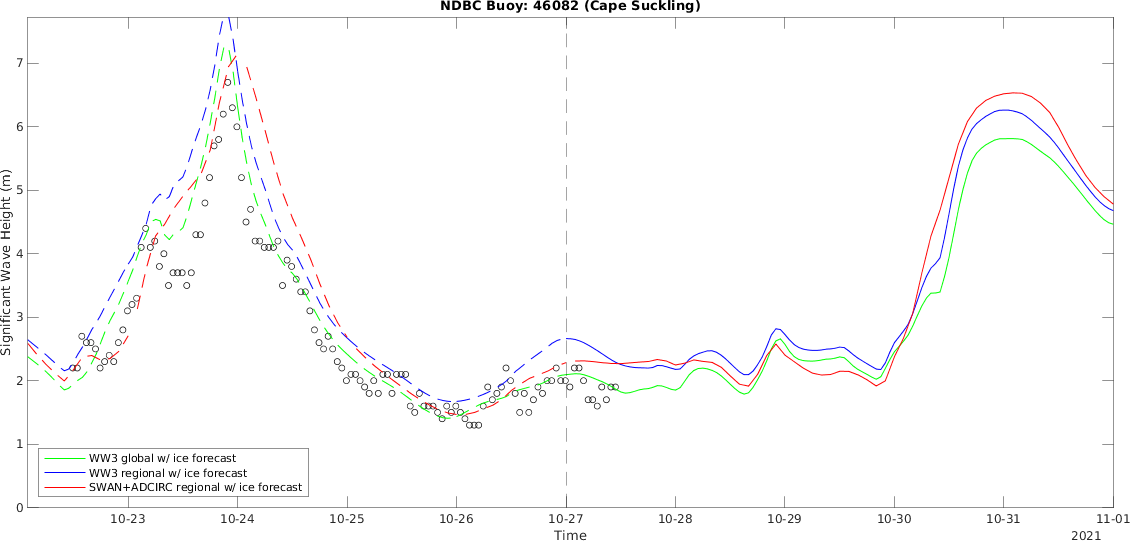 NDBC Buoy: 46082 (Cape Suckling)
Significant Wave Height (m)
7
6
5
4
3
2
1
0
WW3 global w/ ice forecast
WW3 regional w/ ice forecast
SWAN+ADCIRC regional w/ ice forecast
10-23 10-24 10-25 10-26 10-27 10-28 10-29 10-30 10-31 11-01
Time
2021